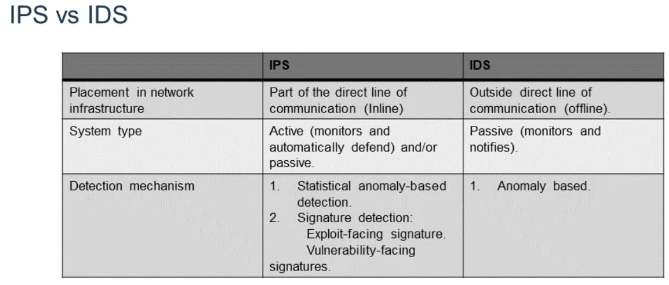 IPS vs IDS
IPS IDS
Placement in network
infrastructure
Part of the direct line of
communication (Inline)
Outside direct line of
communication (offline).
System type
Active (monitors and
automatically defend) and/or
passive.
Passive (monitors and
notifies).
Detection mechanism
1. Statistical anomaly-based
detection.
2. Signature detection:
Exploit-facing signature.
Vulnerability-facing
signatures.
1. Anomaly based.